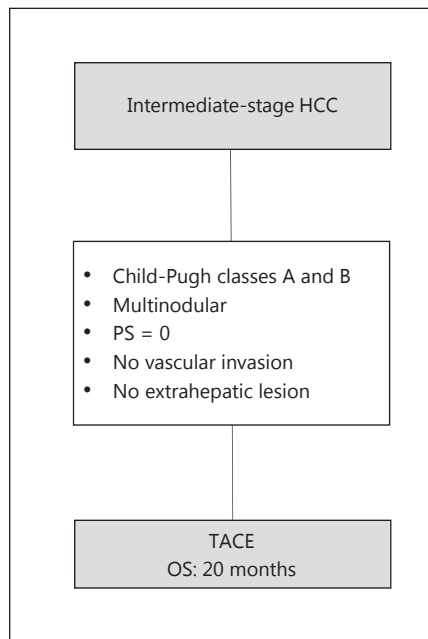 Intermediate-stage HCC
• Child-Pugh classes A and B
• Multinodular
• PS = 0
• No vascular invasion
• No extrahepatic lesion
TACE
OS: 20 months